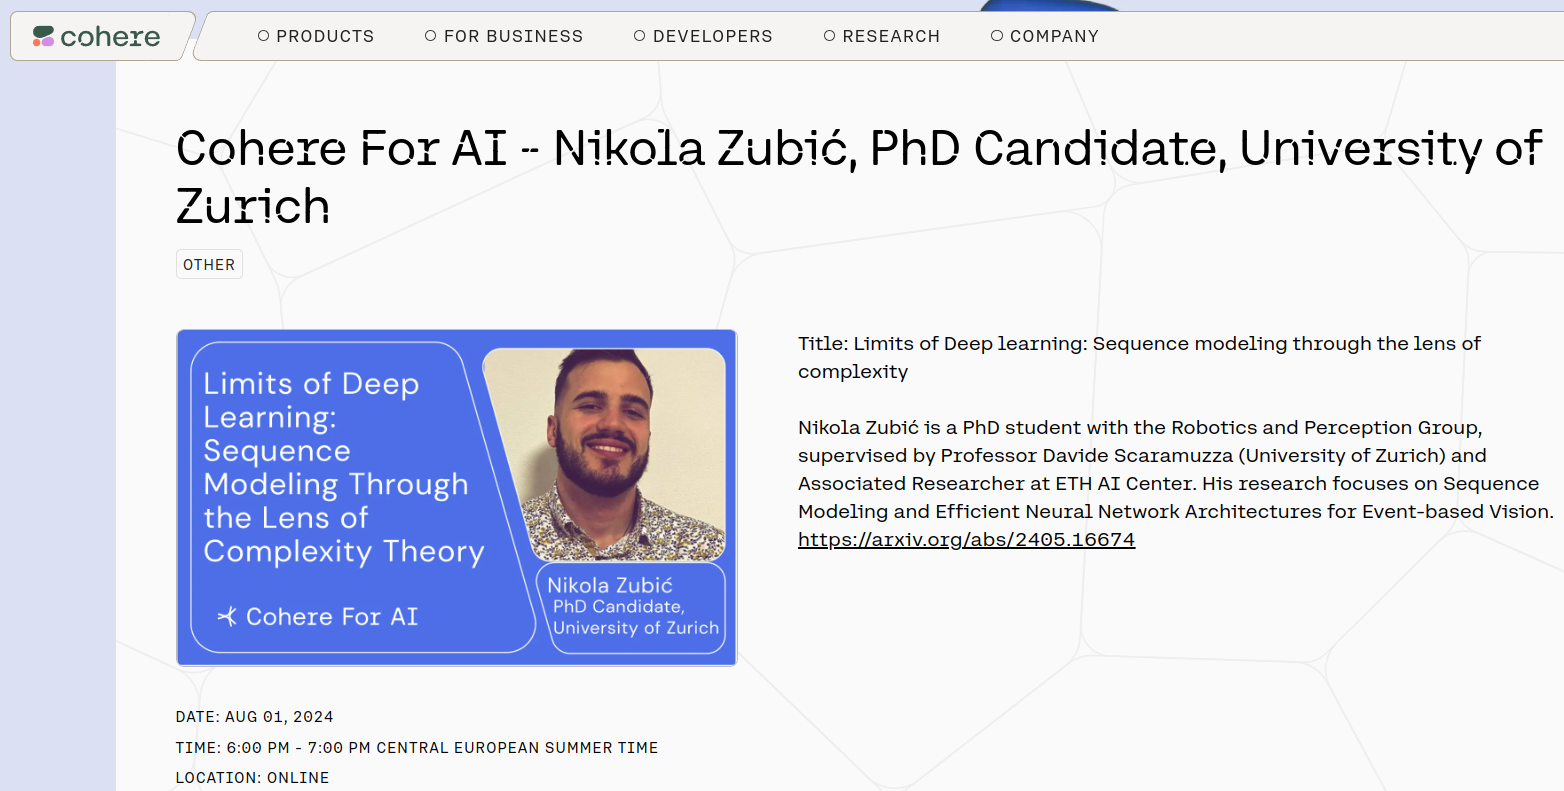 cohere
PRODUCTS
FOR BUSINESS
DEVELOPERS
RESEARCH
COMPANY
Cohere For AI - Nikola Zubić, PhD Candidate, University of
Zurich
OTHER
Limits of Deep
Learning:
Sequence
Modeling Through
the Lens of
Complexity Theory
Cohere For AI
Nikola Zubić
PhD Candidate,
University of Zurich
Title: Limits of Deep learning: Sequence modeling through the lens of
complexity
Nikola Zubić is a PhD student with the Robotics and Perception Group,
supervised by Professor Davide Scaramuzza (University of Zurich) and
Associated Researcher at ETH AI Center. His research focuses on Sequence
Modeling and Efficient Neural Network Architectures for Event-based Vision.
https://arxiv.org/abs/2405.16674
DATE: AUG 01, 2024
TIME: 6:00 PM - 7:00 PM CENTRAL EUROPEAN SUMMER TIME
LOCATION: ONLINE